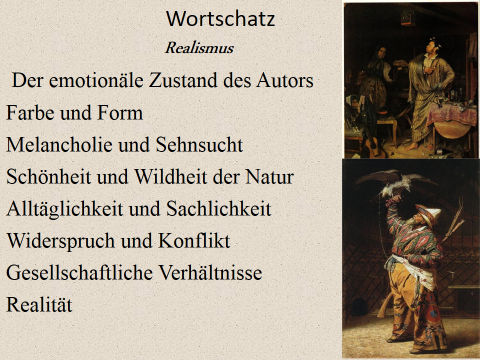 Wortschatz
Realismus
Der emotionäle Zustand des Autors
Farbe und Form
Melancholie und Sehnsucht
Schönheit und Wildheit der Natur
Alltäglichkeit und Sachlichkeit
Widerspruch und Konflikt
Gesellschaftliche Verhältnisse
Realität